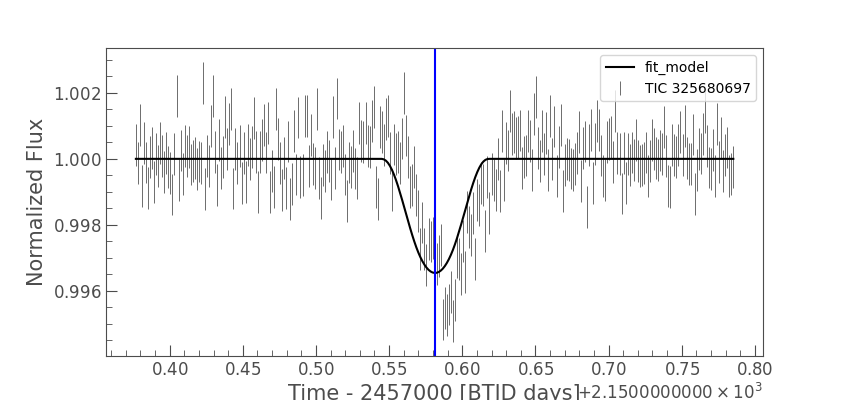 fit_model
TIC 325680697
Normalized Flux
1.002
1.000
0.998
0.996
0.40 0.45 0.50 0.55 0.60 0.65 0.70 0.75 0.80
Time - 2457000 [BTJD days] +2.1500000000 × 10³